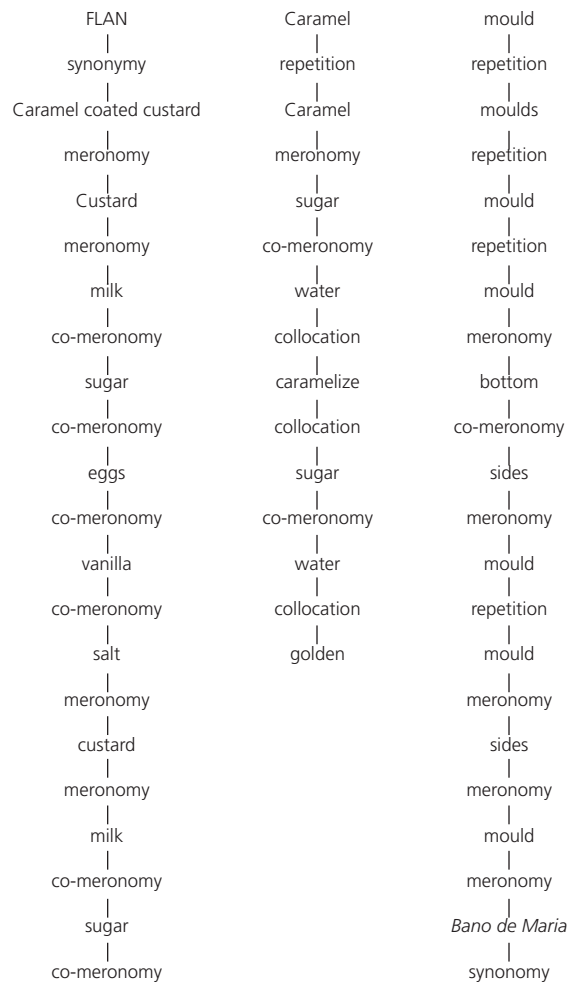 FLAN
synonymy
Caramel coated custard
meronomy
Custard
meronomy
milk
co-meronomy
sugar
co-meronomy
eggs
co-meronomy
vanilla
co-meronomy
salt
meronomy
custard
meronomy
milk
co-meronomy
sugar
co-meronomy
Caramel
repetition
Caramel
meronomy
sugar
co-meronomy
water
collocation
caramelize
collocation
sugar
co-meronomy
water
collocation
golden
mould
repetition
moulds
repetition
mould
repetition
mould
meronomy
bottom
co-meronomy
sides
meronomy
mould
repetition
mould
meronomy
sides
meronomy
mould
meronomy
Bano de Maria
synonomy